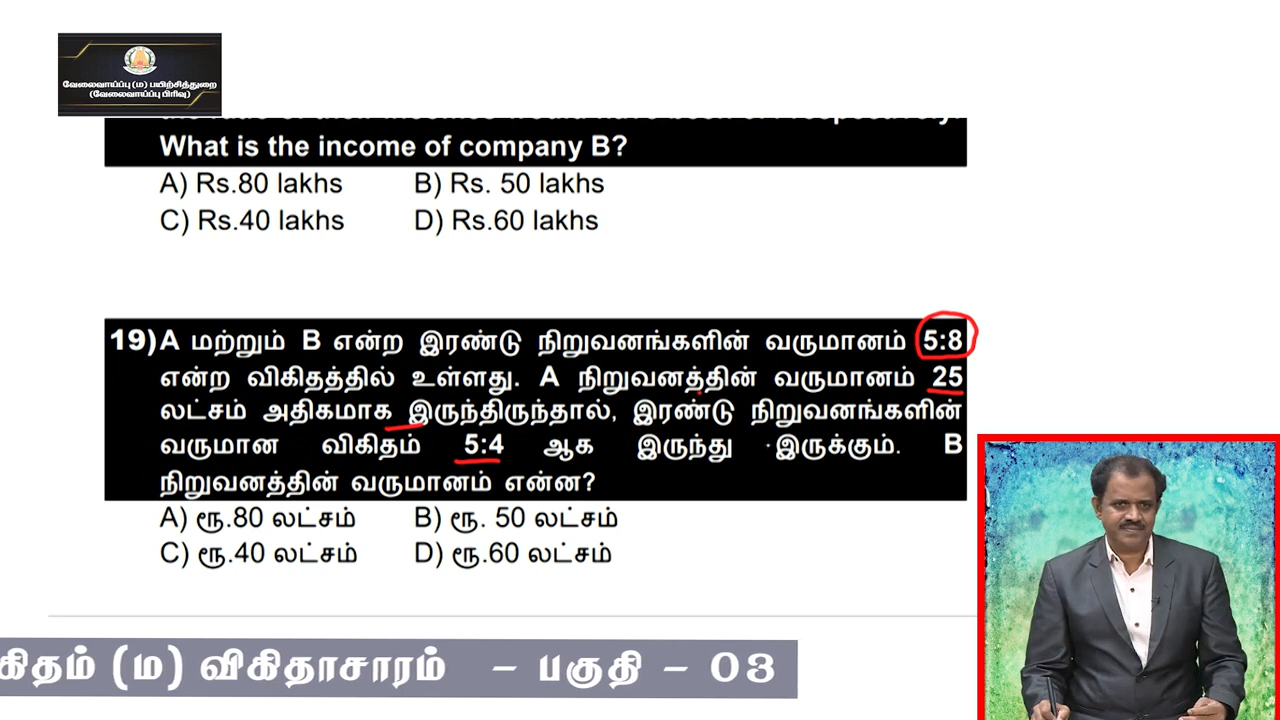 வேலைவாய்ப்பு (ம) பயிற்சித்துறை
(வேலைவாய்ப்பு பிரிவு)
What is the income of company B?
A) Rs.80 lakhs B) Rs. 50 lakhs
C) Rs.40 lakhs D) Rs.60 lakhs
19) A மற்றும் B என்ற இரண்டு நிறுவனங்களின் வருமானம் 5:8
என்ற விகிதத்தில் உள்ளது. A நிறுவனத்தின் வருமானம் 25
லட்சம் அதிகமாக இருந்திருந்தால், இரண்டு நிறுவனங்களின்
வருமான விகிதம் 5:4 ஆக இருந்து இருக்கும். B
நிறுவனத்தின் வருமானம் என்ன?
A) ரூ.80 லட்சம் B) ரூ. 50 லட்சம்
C) ரூ.40 லட்சம் D) ரூ.60 லட்சம்
கிதம் (ம) விகிதாசாரம் - பகுதி - 03